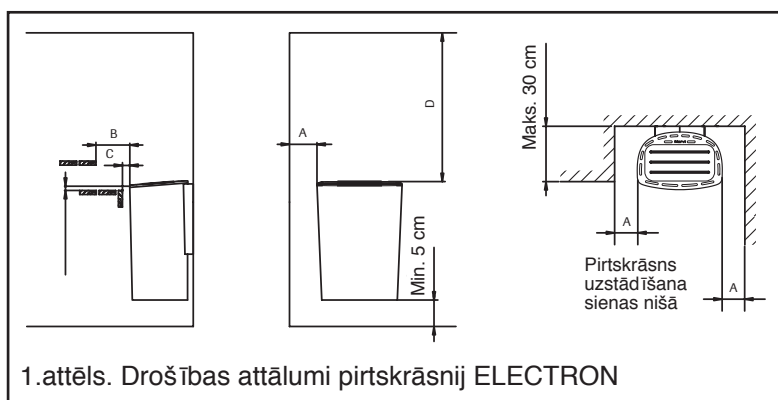 B
C
A
D
Min. 5 cm
Maks. 30 cm
A
A
Pirtskrāsns
uzstādīšana
sienas nišā
1.attēls. Drošības attālumi pirtskrāsnij ELECTRON